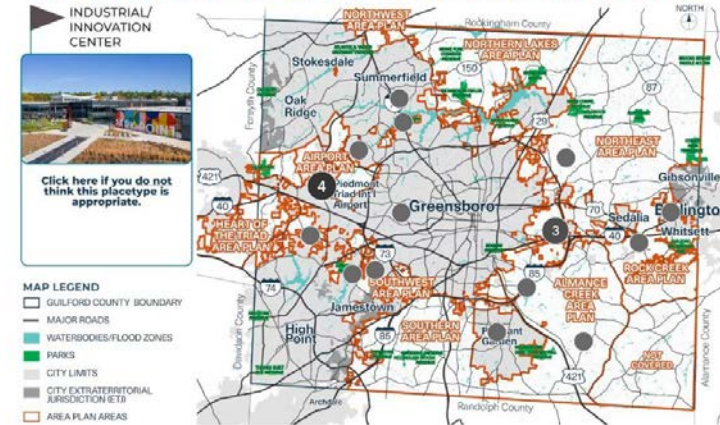 INDUSTRIAL/
INNOVATION
CENTER
Click here if you do not
think this placetype is
appropriate.
MAP LEGEND
GUILFORD COUNTY BOUNDARY
MAJOR ROADS
WATERBODIES/FLOOD ZONES
PARKS
CITY LIMITS
CITY EXTRATERRITORIAL
JURISDICTION (ETJ)
AREA PLAN AREAS
NORTH
Rockingham County
NORTHWEST
AREA PLAN
NORTHERN LAKES
AREA PLAN
Stokesdale
Summerfield
150
87
Forsyth County
Oak
Ridge
29
NORTHEAST
AREA PLAN
AIRPORT
AREA PLAN
421
4
Piedmont
Triad Int'l
Airport
Gibsonville
40
Greensboro
70
Sedalia
Burlington
Whitsett
3
40
HEART OF
THE TRIAD
AREA PLAN
73
ROCK CREEK
AREA PLAN
74
85
SOUTHWEST
AREA PLAN
ALAMANCE
CREEK
AREA
PLAN
Jamestown
Davidson County
High
Point
85
SOUTHERN
AREA PLAN
Pleasant
Garden
NOT
COVERED
Alamance County
421
Archdale
Randolph County